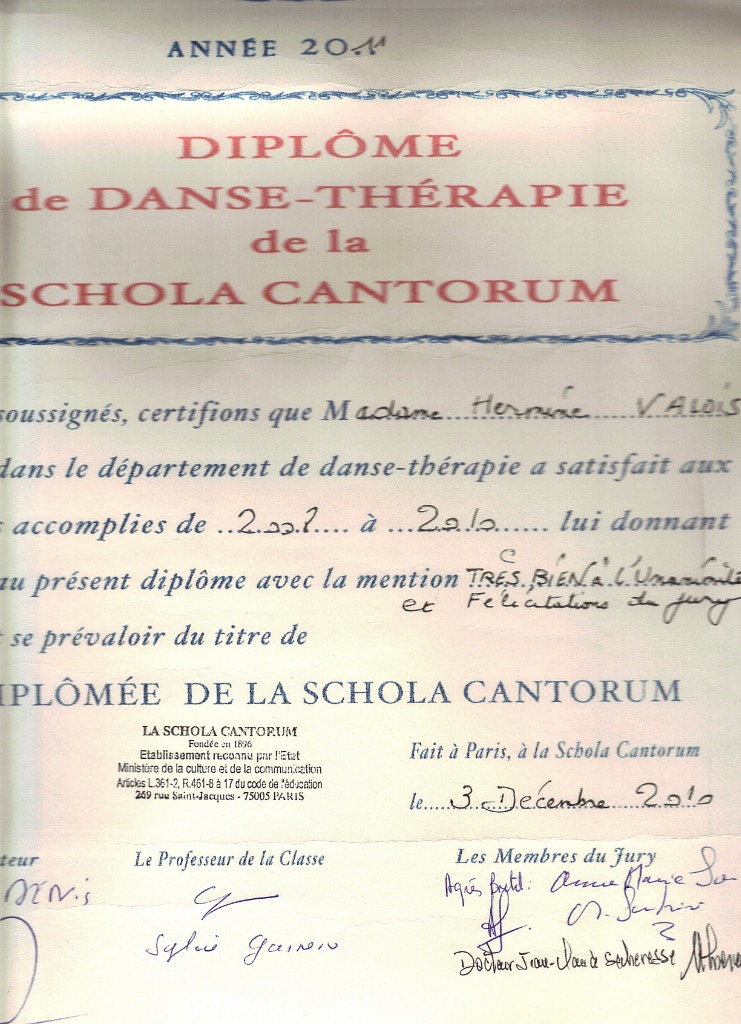 ANNÉE 2011
DIPLÔME
de DANSE-THÉRAPIE
de la
SCHOLA CANTORUM
soussignés, certifions que Madame Hermine VALOIS
dans le département de danse-thérapie a satisfait aux
accomplies de à 2010 lui donnant
au présent diplôme avec la mention TRES BIEN à L'Unanimité
et Félicitations du jury
se prévaloir du titre de
IPLÔMÉE DE LA SCHOLA CANTORUM
LA SCHOLA CANTORUM
Fondée en 1896
Etablissement reconnu par l'Etat
Ministère de la culture et de la communication
Articles L.361-2, R.461-8 à 17 du code de l'éducation
269 rue Saint-Jacques - 75005 PARIS
Fait à Paris, à la Schola Cantorum
le 3 Décembre 2010
teur
Le Professeur de la Classe
Les Membres du Jury
Agnès
Anne Marie
Sylvie
Docteur Jean-Claude Secheresse